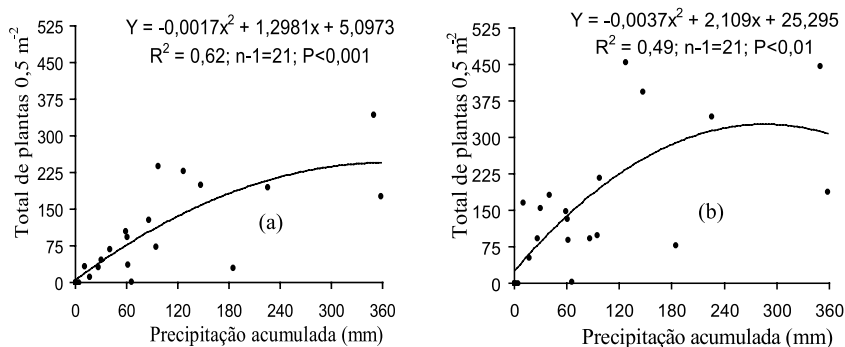 Y = -0,0017x² + 1,2981x + 5,0973
R² = 0,62; n-1=21; P<0,001
Total de plantas 0,5 m⁻²
525
450
375
300
225
150
75
0
(a)
0 60 120 180 240 300 360
Precipitação acumulada (mm)
Y = -0,0037x² + 2,109x + 25,295
R² = 0,49; n-1=21; P<0,01
Total de plantas 0,5 m⁻²
525
450
375
300
225
150
75
0
(b)
0 60 120 180 240 300 360
Precipitação acumulada (mm)